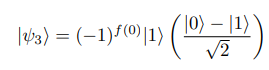 |ψ₃⟩ = (−1)^{f(0)}|1⟩ ( (|0⟩ − |1⟩) / √2 )